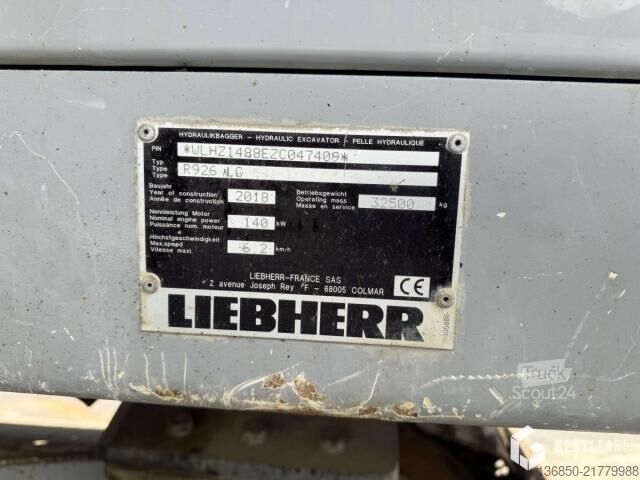 HYDRAULIKBAGGER - HYDRAULIC EXCAVATOR - PELLE HYDRAULIQUE
PIN *WLHZ1488EZC047409*
Typ
Type R926 LG
Type
Baujahr
Year of construction 2018
Année de construction
Betriebsgewicht
Operating mass 32500 kg
Masse en service
Nennleistung Motor
Nominal engine power 140 kW
Puissance nom. moteur
Höchstgeschwindigkeit
Max. speed 6.2 km/h
Vitesse maxi.
LIEBHERR-FRANCE SAS
2 avenue Joseph Rey F - 68005 COLMAR
CE
LIEBHERR
Truck
Scout24
BESTLEASE
136850-21779988